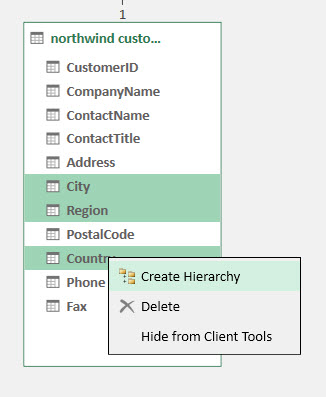 1
northwind custo...
CustomerID
CompanyName
ContactName
ContactTitle
Address
City
Region
PostalCode
Country
Phone
Fax
Create Hierarchy
Delete
Hide from Client Tools